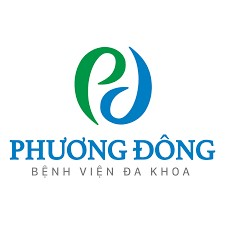 PHƯƠNG ĐÔNG
BỆNH VIỆN ĐA KHOA